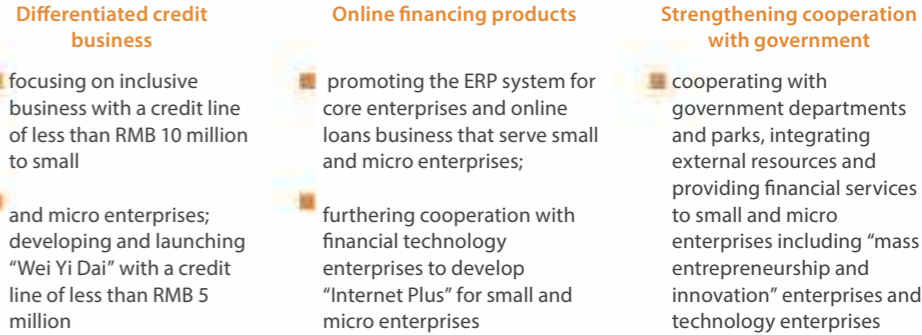 Differentiated credit
business
focusing on inclusive
business with a credit line
of less than RMB 10 million
to small
and micro enterprises;
developing and launching
“Wei Yi Dai” with a credit
line of less than RMB 5
million
Online financing products
promoting the ERP system for
core enterprises and online
loans business that serve small
and micro enterprises;
furthering cooperation with
financial technology
enterprises to develop
“Internet Plus” for small and
micro enterprises
Strengthening cooperation
with government
cooperating with
government departments
and parks, integrating
external resources and
providing financial services
to small and micro
enterprises including “mass
entrepreneurship and
innovation” enterprises and
technology enterprises